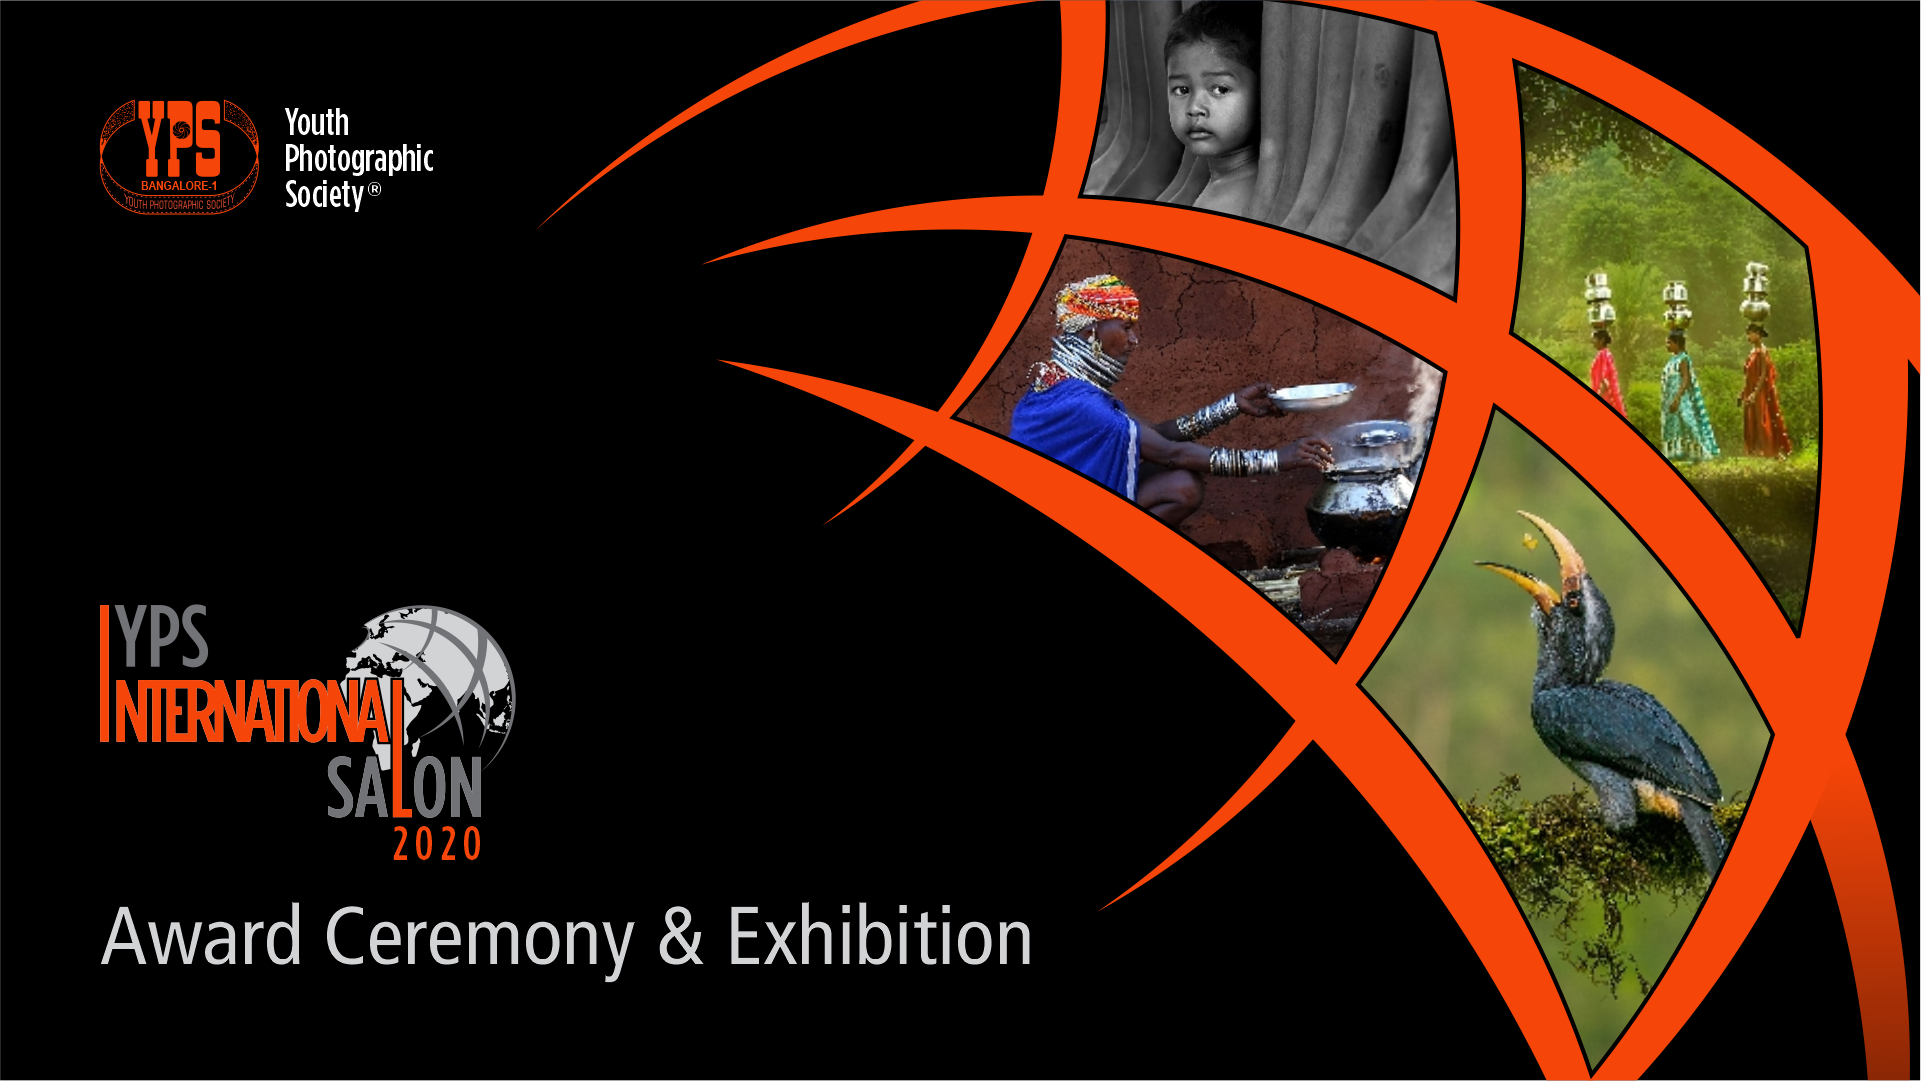 YPS
BANGALORE-1
YOUTH PHOTOGRAPHIC SOCIETY
Youth
Photographic
Society®
YPS
INTERNATIONAL
SALON
2020
Award Ceremony & Exhibition